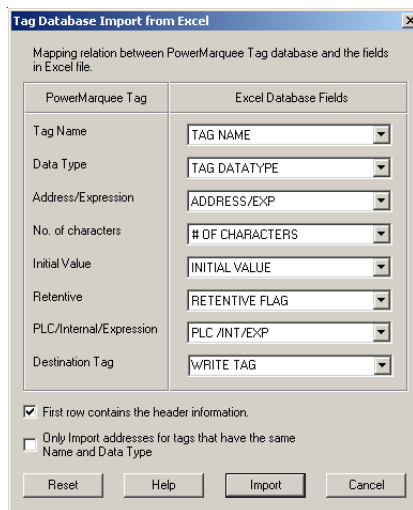 Tag Database Import from Excel
Mapping relation between PowerMarquee Tag database and the fields
in Excel file.
PowerMarquee Tag Excel Database Fields
Tag Name TAG NAME
Data Type TAG DATATYPE
Address/Expression ADDRESS/EXP
No. of characters # OF CHARACTERS
Initial Value INITIAL VALUE
Retentive RETENTIVE FLAG
PLC/Internal/Expression PLC /INT/EXP
Destination Tag WRITE TAG
First row contains the header information.
Only Import addresses for tags that have the same
Name and Data Type
Reset Help Import Cancel